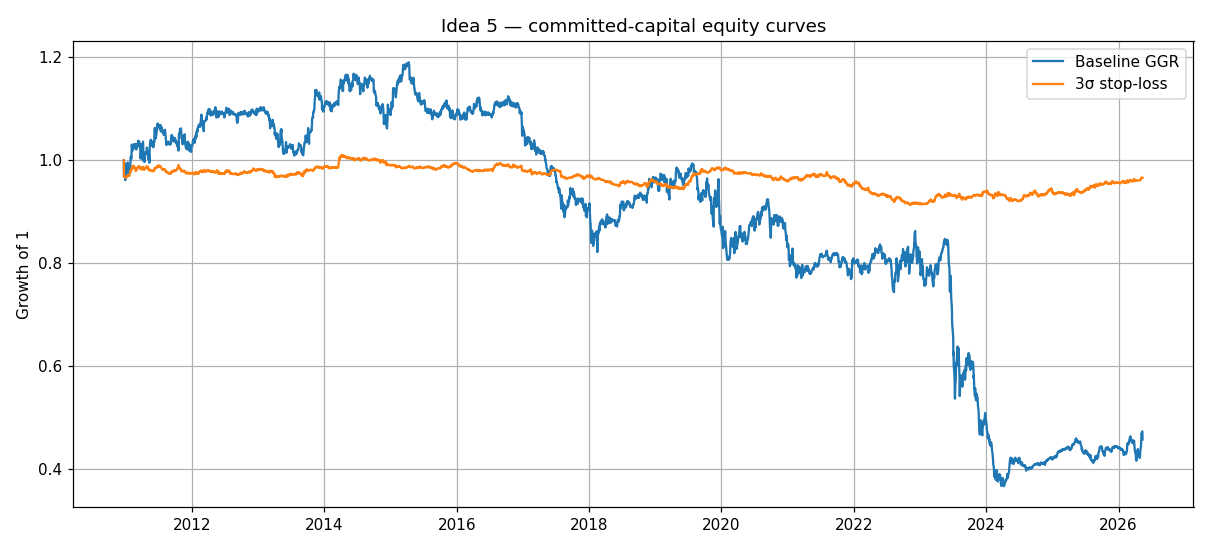 Idea 5 — committed-capital equity curves
Baseline GGR
3σ stop-loss
Growth of 1
1.2
1.0
0.8
0.6
0.4
2012 2014 2016 2018 2020 2022 2024 2026